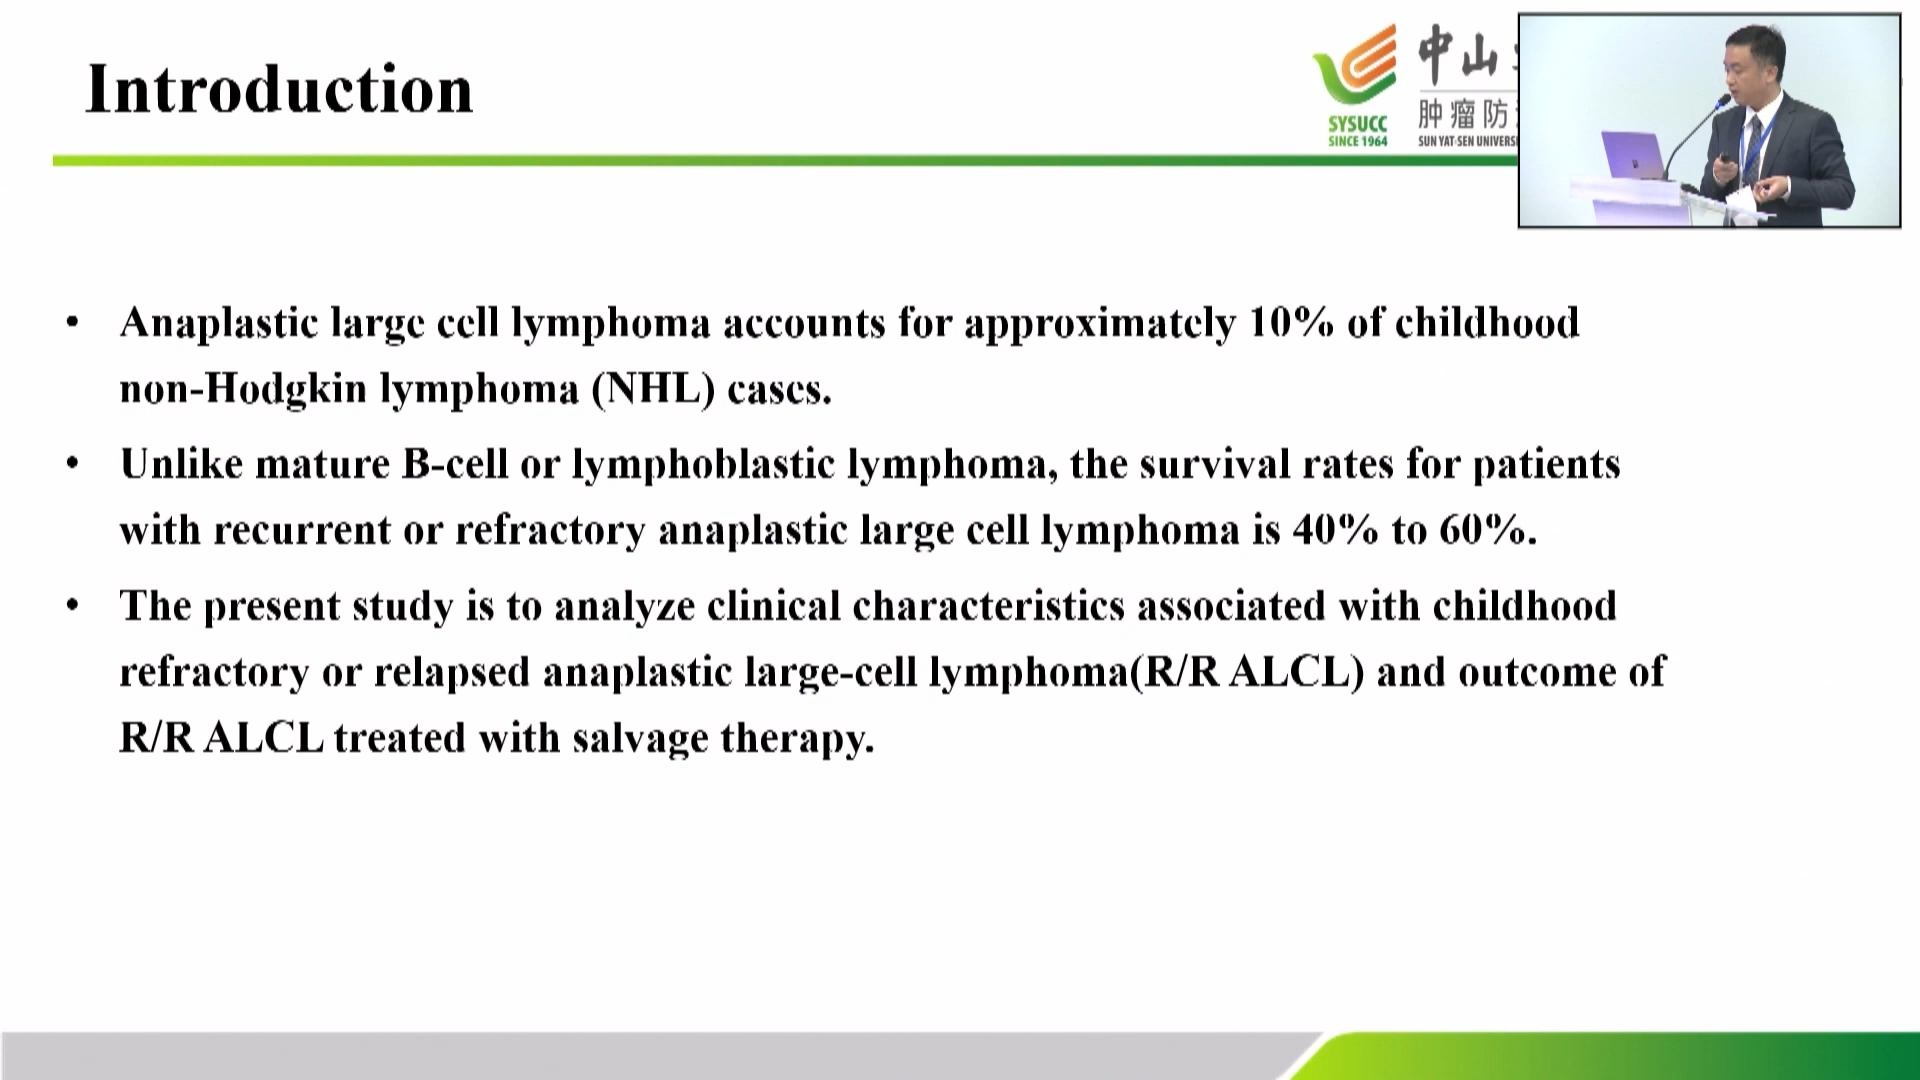 Introduction
中山
肿瘤防
SYSUCC
SINCE 1964
SUN YAT-SEN
• Anaplastic large cell lymphoma accounts for approximately 10% of childhood
non-Hodgkin lymphoma (NHL) cases.
• Unlike mature B-cell or lymphoblastic lymphoma, the survival rates for patients
with recurrent or refractory anaplastic large cell lymphoma is 40% to 60%.
• The present study is to analyze clinical characteristics associated with childhood
refractory or relapsed anaplastic large-cell lymphoma(R/R ALCL) and outcome of
R/R ALCL treated with salvage therapy.